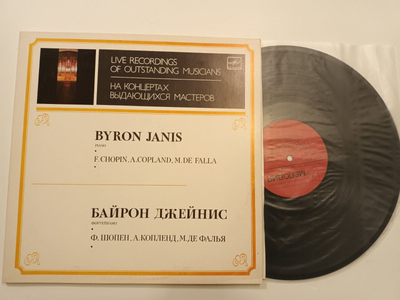 LIVE RECORDINGS
OF OUTSTANDING MUSICIANS
НА КОНЦЕРТАХ
ВЫДАЮЩИХСЯ МАСТЕРОВ
BYRON JANIS
PIANO
F. CHOPIN, A. COPLAND, M. DE FALLA
БАЙРОН ДЖЕЙНИС
ФОРТЕПИАНО
Ф. ШОПЕН, А. КОПЛЕНД, М. ДЕ ФАЛЬЯ